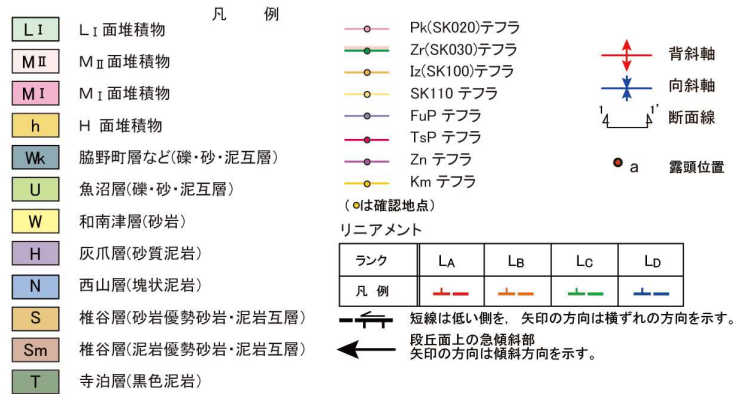 凡 例
LⅠ LⅠ面堆積物
MⅡ MⅡ面堆積物
MⅠ MⅠ面堆積物
h H 面堆積物
Wk 脇野町層など(礫・砂・泥互層)
U 魚沼層(礫・砂・泥互層)
W 和南津層(砂岩)
H 灰爪層(砂質泥岩)
N 西山層(塊状泥岩)
S 椎谷層(砂岩優勢砂岩・泥岩互層)
Sm 椎谷層(泥岩優勢砂岩・泥岩互層)
T 寺泊層(黒色泥岩)
Pk(SK020)テフラ
Zr(SK030)テフラ
Iz(SK100)テフラ
SK110 テフラ
FuP テフラ
TsP テフラ
Zn テフラ
Km テフラ
(●は確認地点)
背斜軸
向斜軸
1 1' 断面線
a 露頭位置
リニアメント
ランク LA LB LC LD
凡 例
短線は低い側を, 矢印の方向は横ずれの方向を示す。
段丘面上の急傾斜部
矢印の方向は傾斜方向を示す。